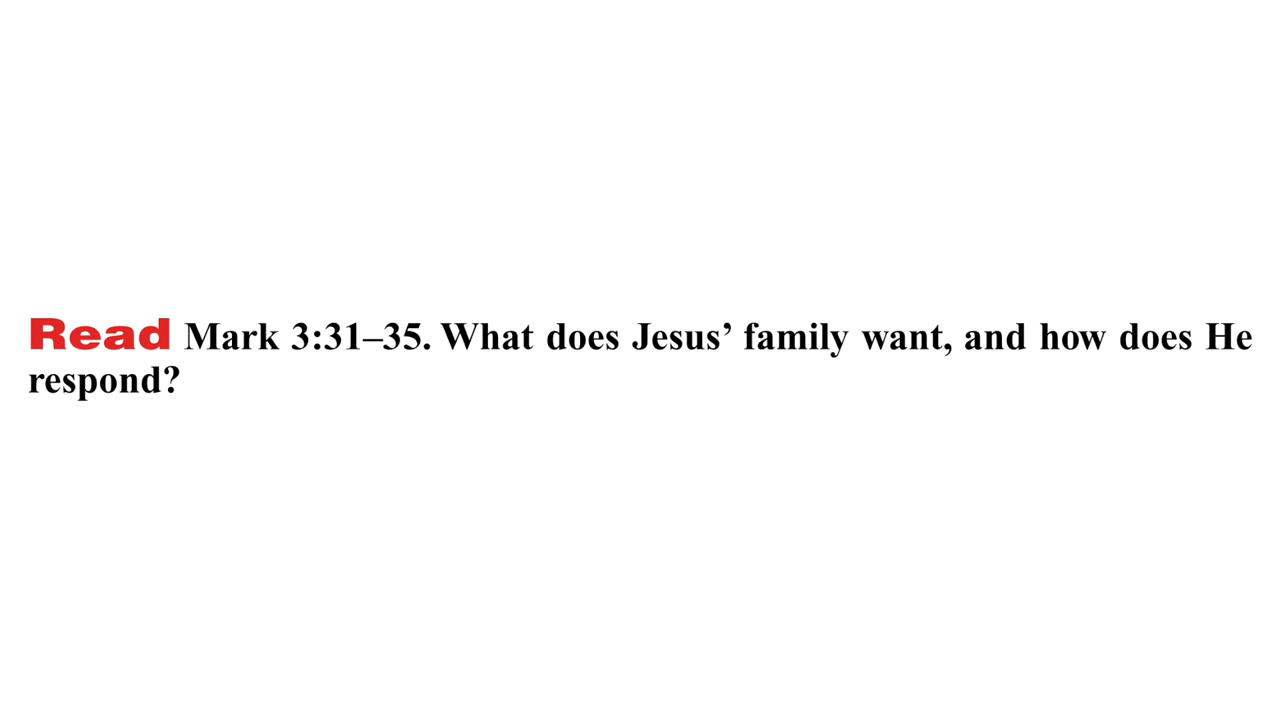 Read Mark 3:31–35. What does Jesus’ family want, and how does He
respond?